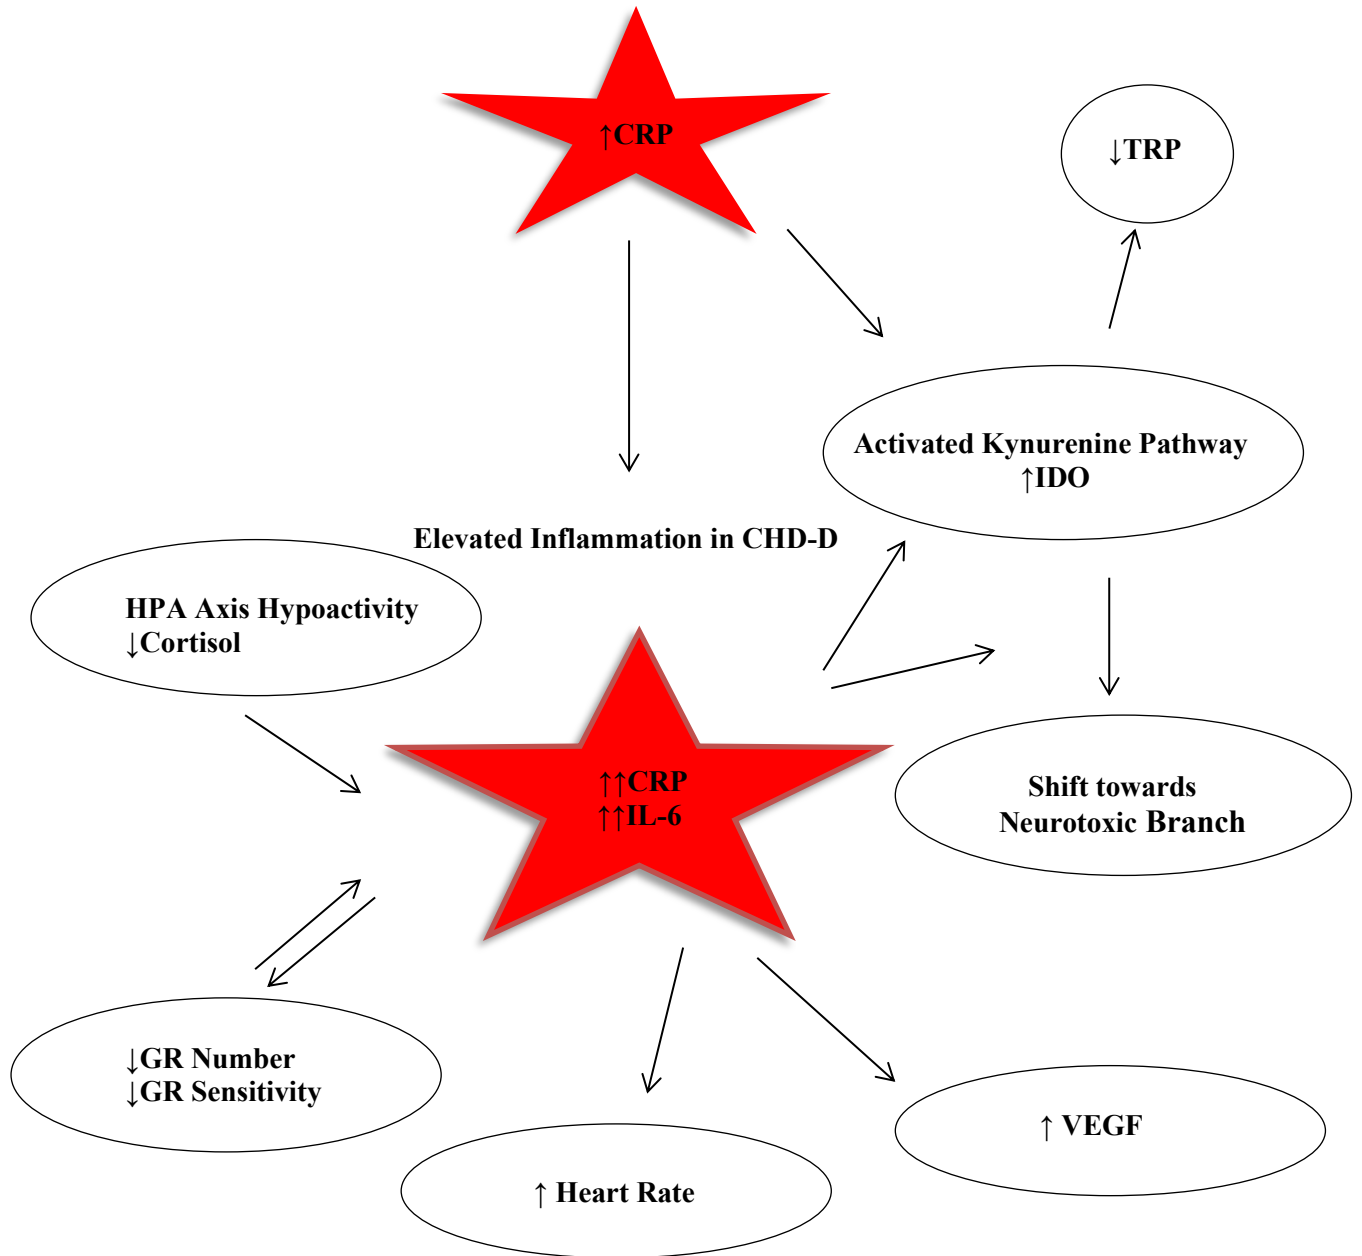 ↑CRP
↓TRP
Activated Kynurenine Pathway
↑IDO
Elevated Inflammation in CHD-D
HPA Axis Hypoactivity
↓Cortisol
↑↑CRP
↑↑IL-6
Shift towards
Neurotoxic Branch
↓GR Number
↓GR Sensitivity
↑ VEGF
↑ Heart Rate